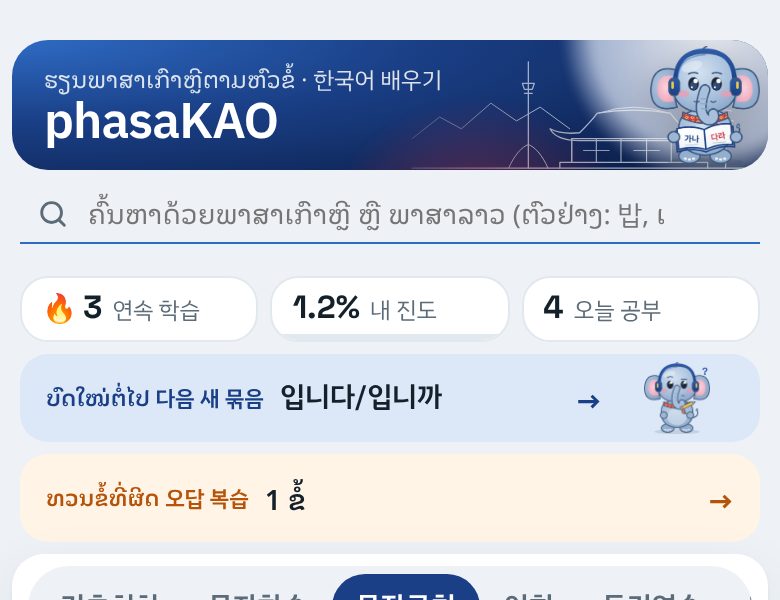 ຮຽນພາສາເກົາຫຼີຕາມຫົວຂໍ້ · 한국어 배우기
phasaKAO
가나 다라
ຄົ້ນຫາດ້ວຍພາສາເກົາຫຼີ ຫຼື ພາສາລາວ (ຕົວຢ່າງ: 밥, ເ
3 연속 학습
1.2% 내 진도
4 오늘 공부
ບົດໃໝ່ຕໍ່ໄປ 다음 새 묶음 입니다/입니까 →
?
ທວນຂໍ້ທີ່ຜິດ 오답 복습 1 ຂໍ້ →